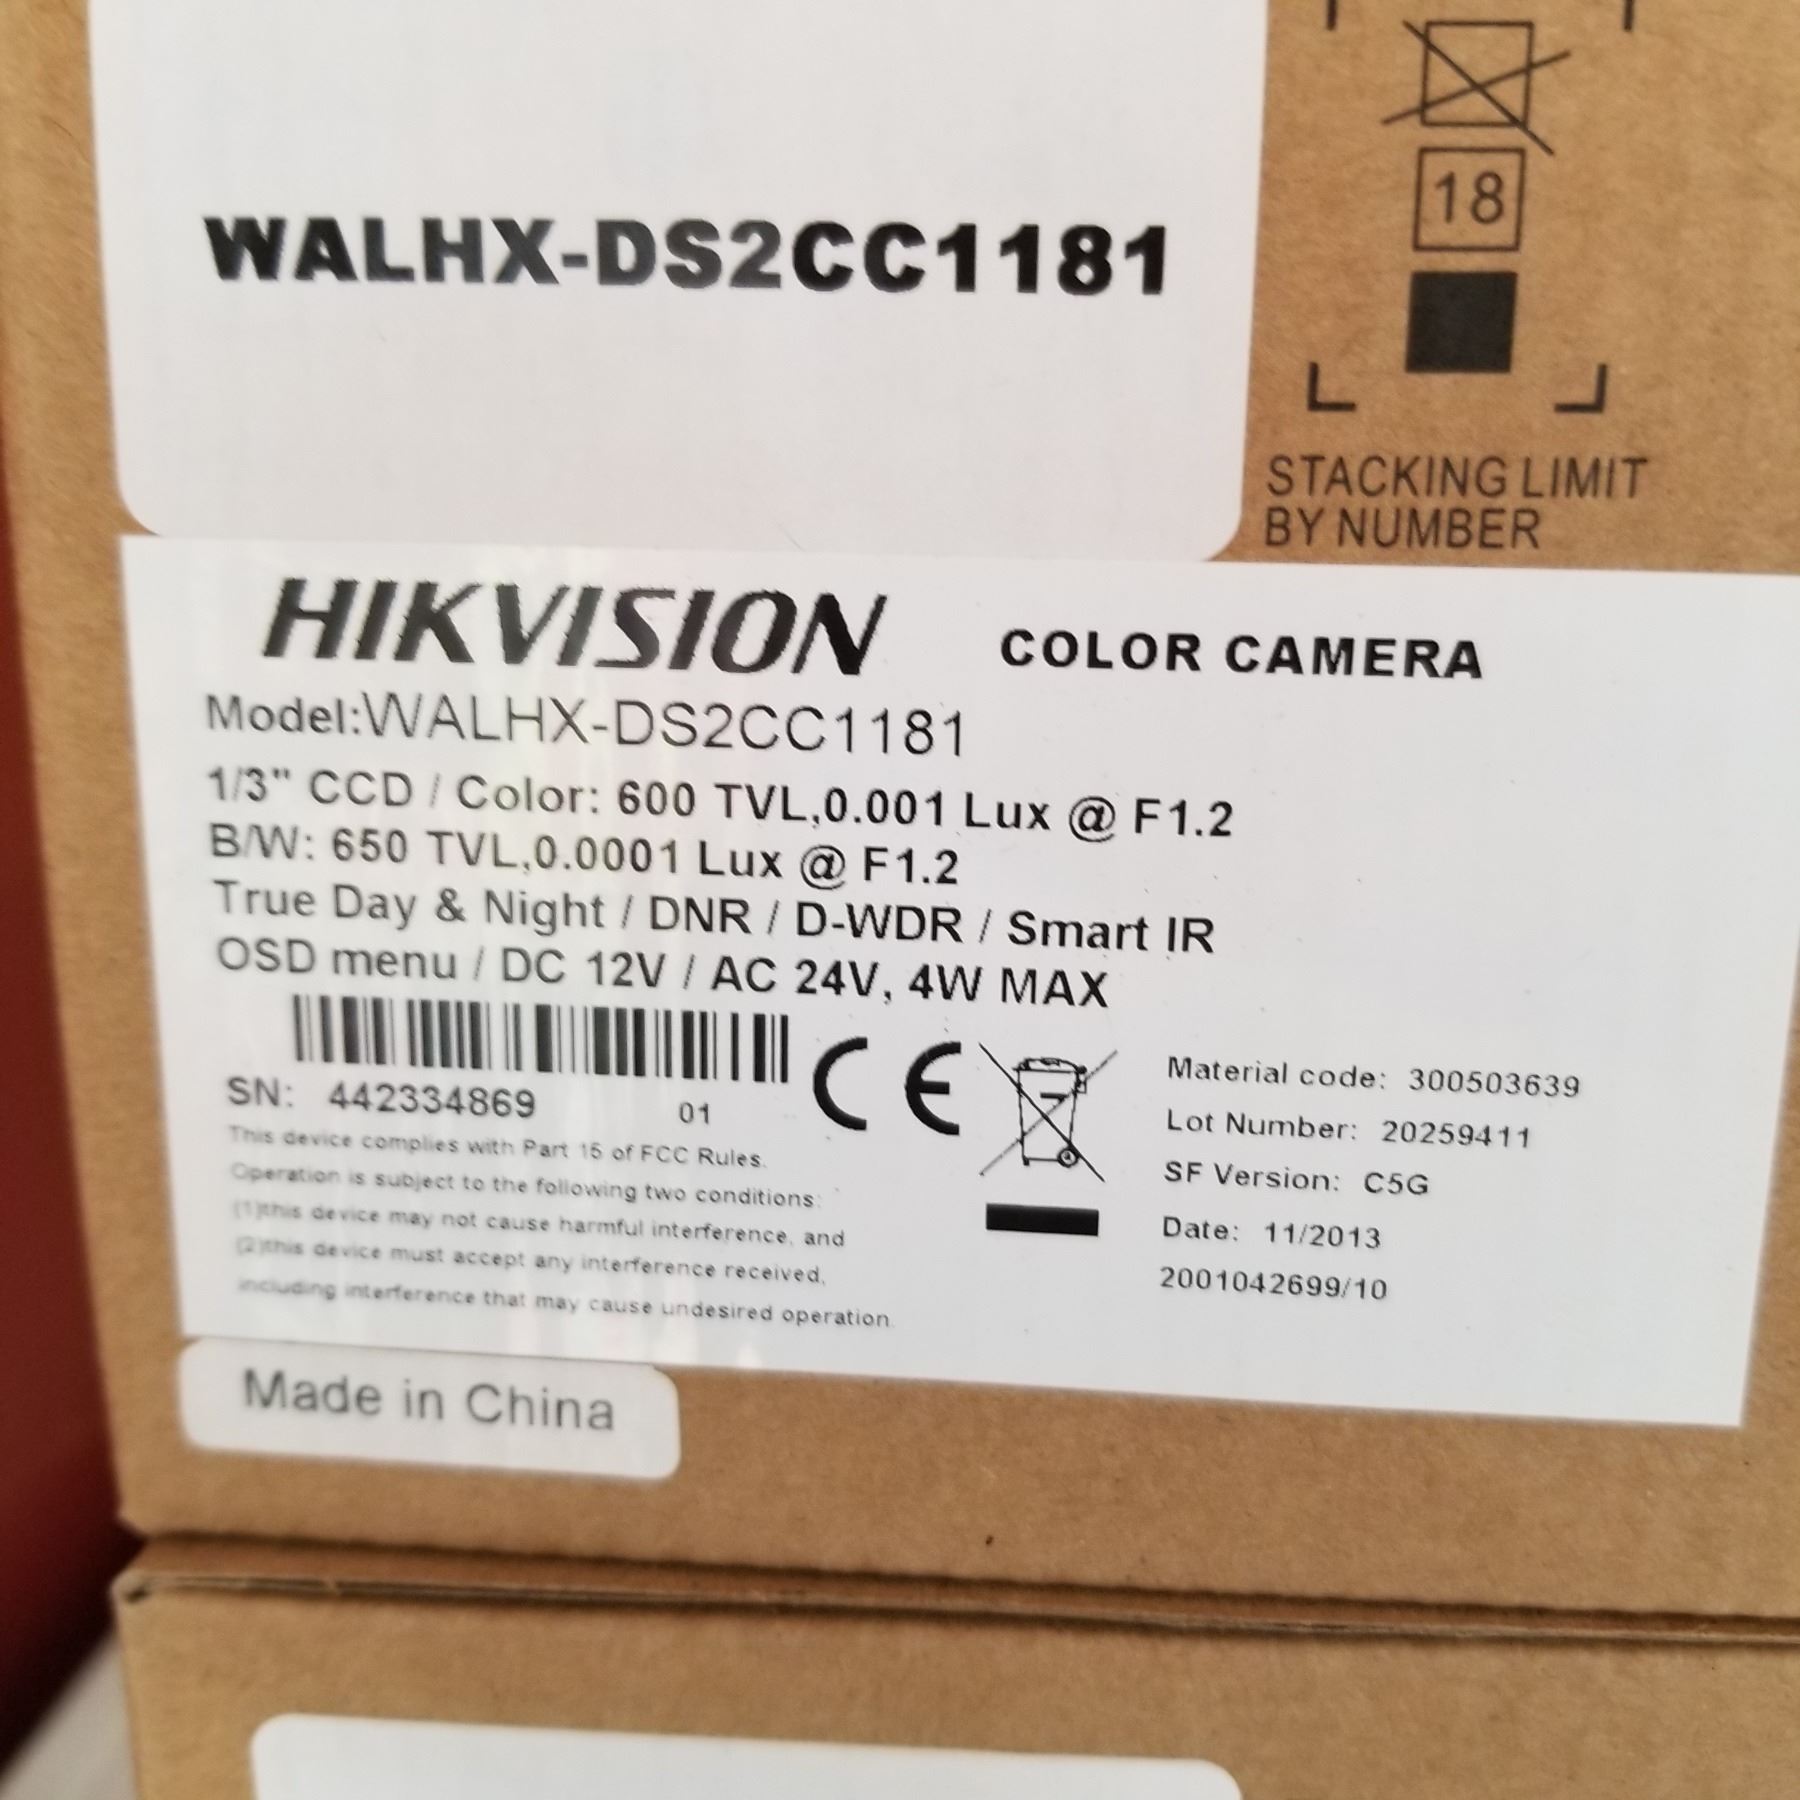 WALHX-DS2CC1181
18
STACKING LIMIT
BY NUMBER
HIKVISION COLOR CAMERA
Model:WALHX-DS2CC1181
1/3" CCD / Color: 600 TVL,0.001 Lux @ F1.2
B/W: 650 TVL,0.0001 Lux @ F1.2
True Day & Night / DNR / D-WDR / Smart IR
OSD menu / DC 12V / AC 24V, 4W MAX
SN: 442334869 01
CE
This device complies with Part 15 of FCC Rules.
Operation is subject to the following two conditions:
(1)this device may not cause harmful interference, and
(2)this device must accept any interference received,
including interference that may cause undesired operation.
Material code: 300503639
Lot Number: 20259411
SF Version: C5G
Date: 11/2013
2001042699/10
Made in China